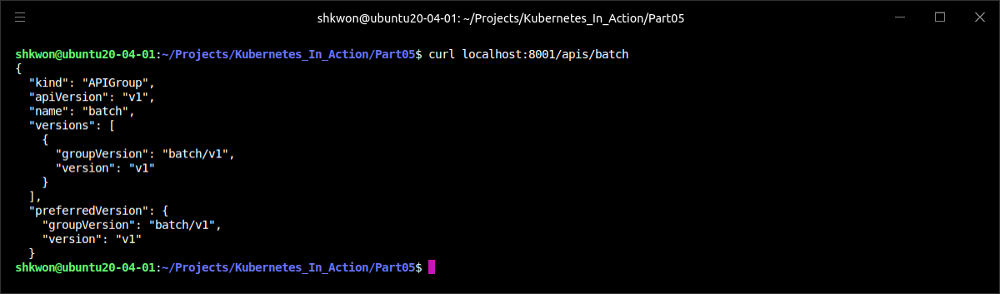 shkwon@ubuntu20-04-01: ~/Projects/Kubernetes_In_Action/Part05
shkwon@ubuntu20-04-01:~/Projects/Kubernetes_In_Action/Part05$ curl localhost:8001/apis/batch
{
  "kind": "APIGroup",
  "apiVersion": "v1",
  "name": "batch",
  "versions": [
    {
      "groupVersion": "batch/v1",
      "version": "v1"
    }
  ],
  "preferredVersion": {
    "groupVersion": "batch/v1",
    "version": "v1"
  }
shkwon@ubuntu20-04-01:~/Projects/Kubernetes_In_Action/Part05$